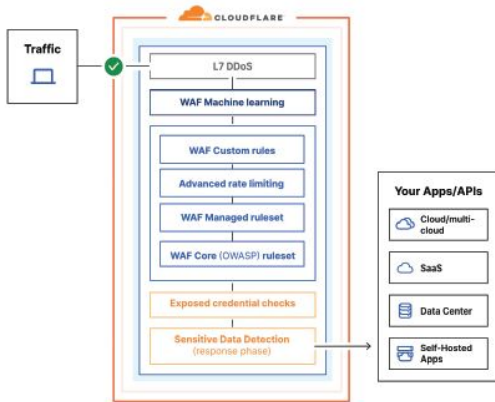 CLOUDFLARE
Traffic
L7 DDoS
WAF Machine learning
WAF Custom rules
Advanced rate limiting
WAF Managed ruleset
WAF Core (OWASP) ruleset
Exposed credential checks
Sensitive Data Detection
(response phase)
Your Apps/APIs
Cloud/multi-
cloud
SaaS
Data Center
Self-Hosted
Apps